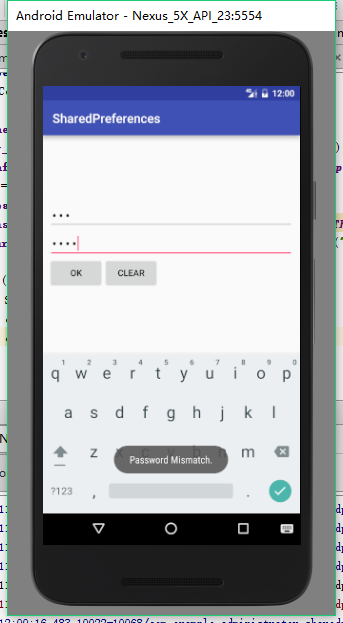 Android Emulator - Nexus_5X_API_23:5554
12:00
SharedPreferences
OK CLEAR
1 2 3 4 5 6 7 8 9 0
q w e r t y u i o p
a s d f g h j k l
z x c v b n m
Password Mismatch.
?123 , .